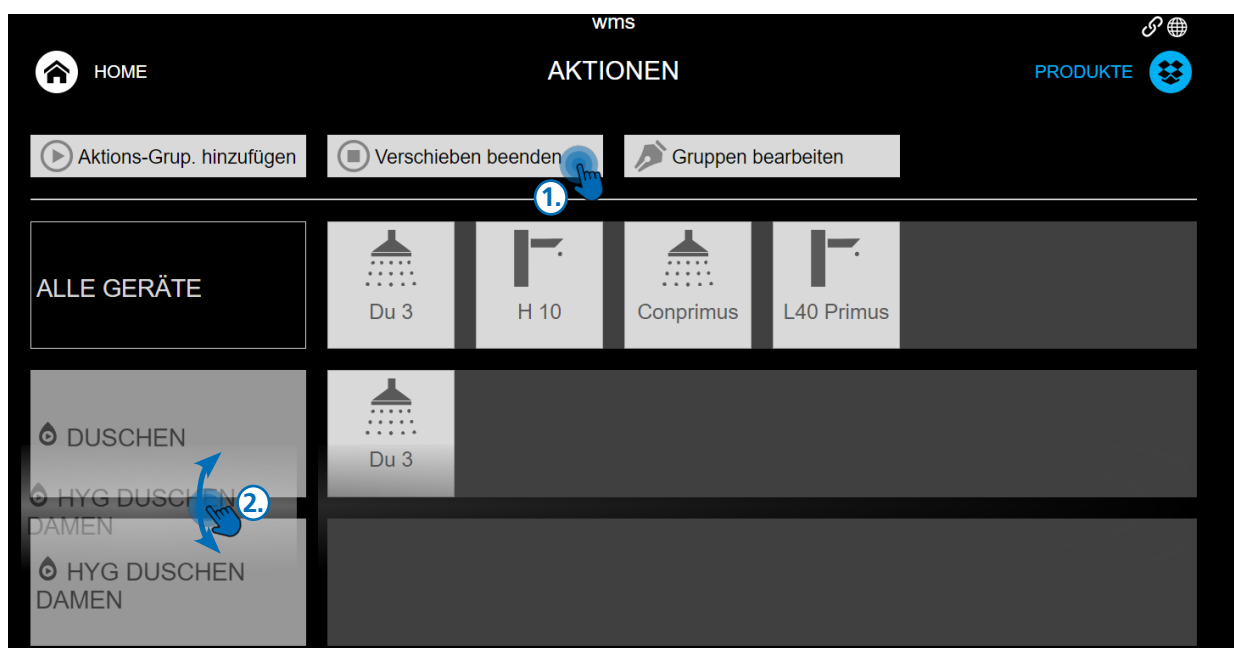 wms
HOME
AKTIONEN
PRODUKTE
Aktions-Grup. hinzufügen
Verschieben beenden
Gruppen bearbeiten
1.
ALLE GERÄTE
Du 3
H 10
Conprimus
L40 Primus
DUSCHEN
Du 3
HYG DUSCHEN
DAMEN
2.
HYG DUSCHEN
DAMEN